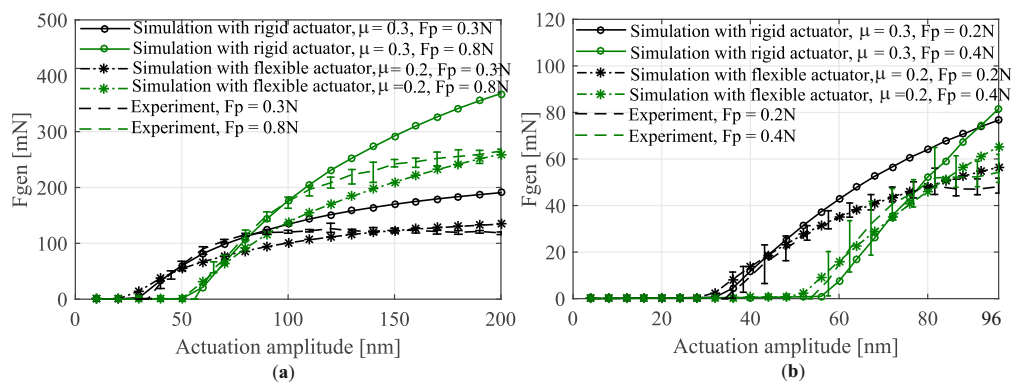 500
400
300
200
100
0
Fgen [mN]
Simulation with rigid actuator, μ = 0.3, Fp = 0.3N
Simulation with rigid actuator, μ = 0.3, Fp = 0.8N
Simulation with flexible actuator, μ = 0.2, Fp = 0.3N
Simulation with flexible actuator, μ =0.2, Fp = 0.8N
Experiment, Fp = 0.3N
Experiment, Fp = 0.8N
0 50 100 150 200
Actuation amplitude [nm]
(a)
120
100
80
60
40
20
0
Fgen [mN]
Simulation with rigid actuator, μ = 0.3, Fp = 0.2N
Simulation with rigid actuator, μ = 0.3, Fp = 0.4N
Simulation with flexible actuator, μ = 0.2, Fp = 0.2N
Simulation with flexible actuator, μ =0.2, Fp = 0.4N
Experiment, Fp = 0.2N
Experiment, Fp = 0.4N
0 20 40 60 80 96
Actuation amplitude [nm]
(b)